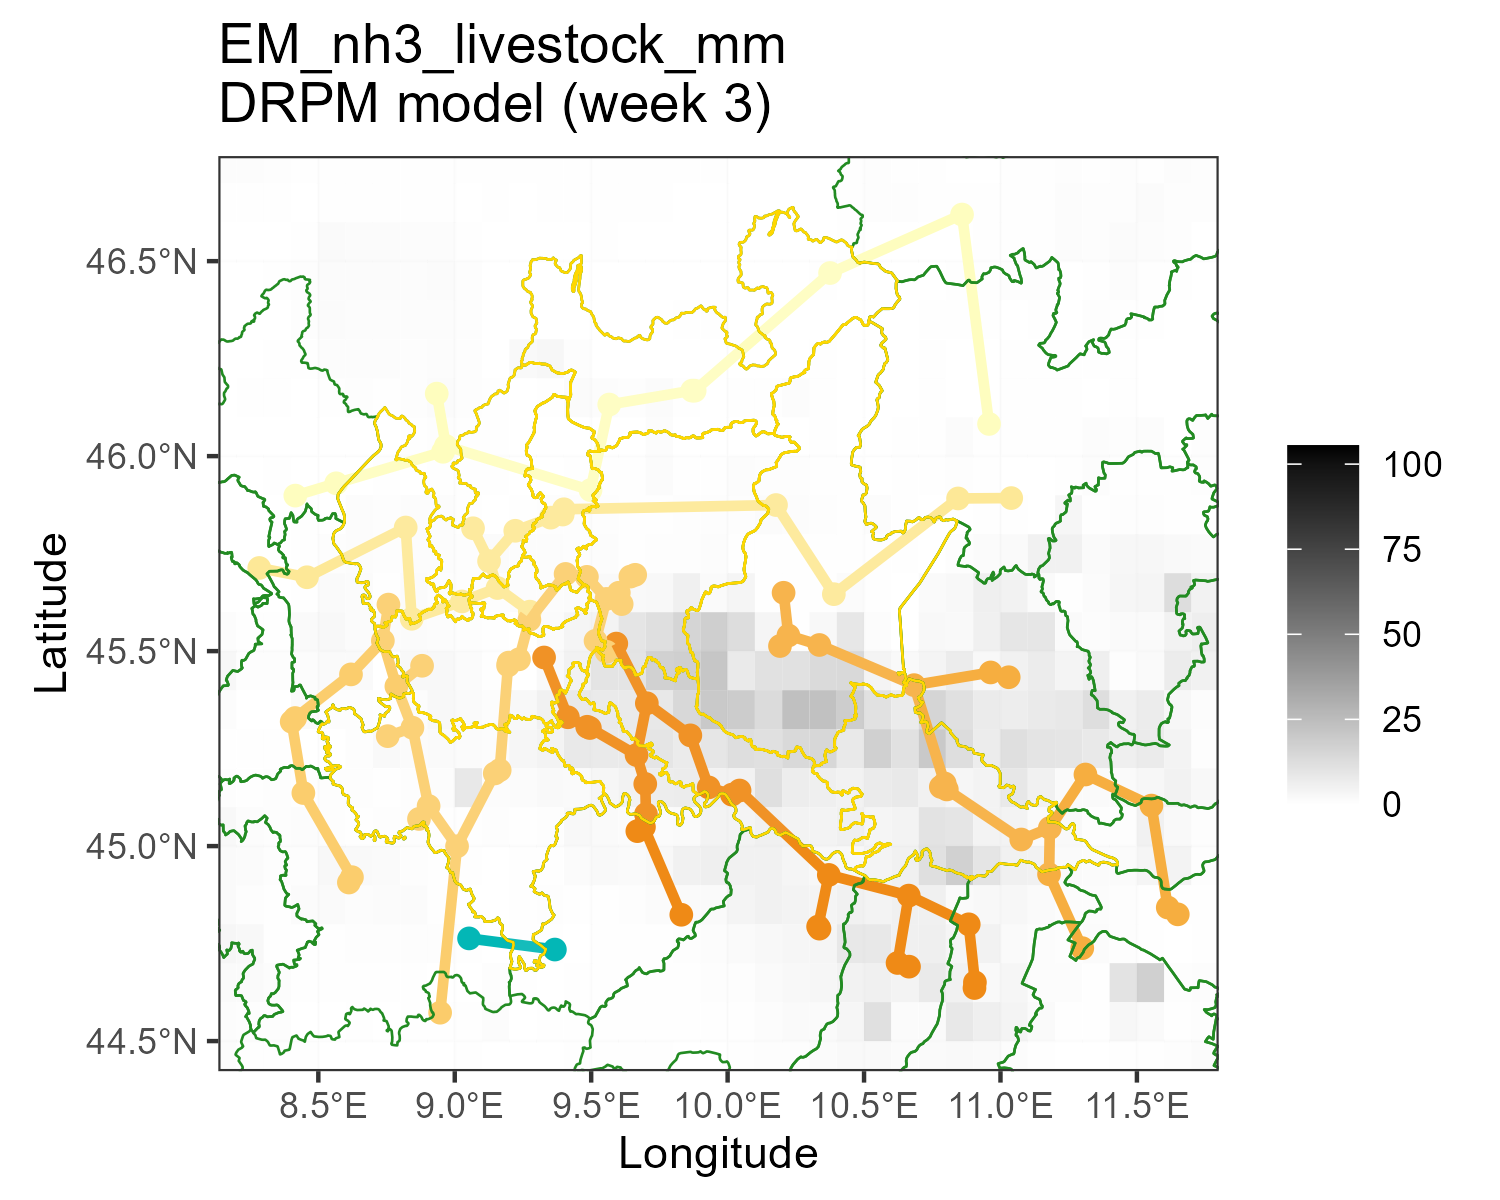 EM_nh3_livestock_mm
DRPM model (week 3)
46.5°N
46.0°N
45.5°N
45.0°N
44.5°N
Latitude
8.5°E
9.0°E
9.5°E
10.0°E
10.5°E
11.0°E
11.5°E
Longitude
100
75
50
25
0